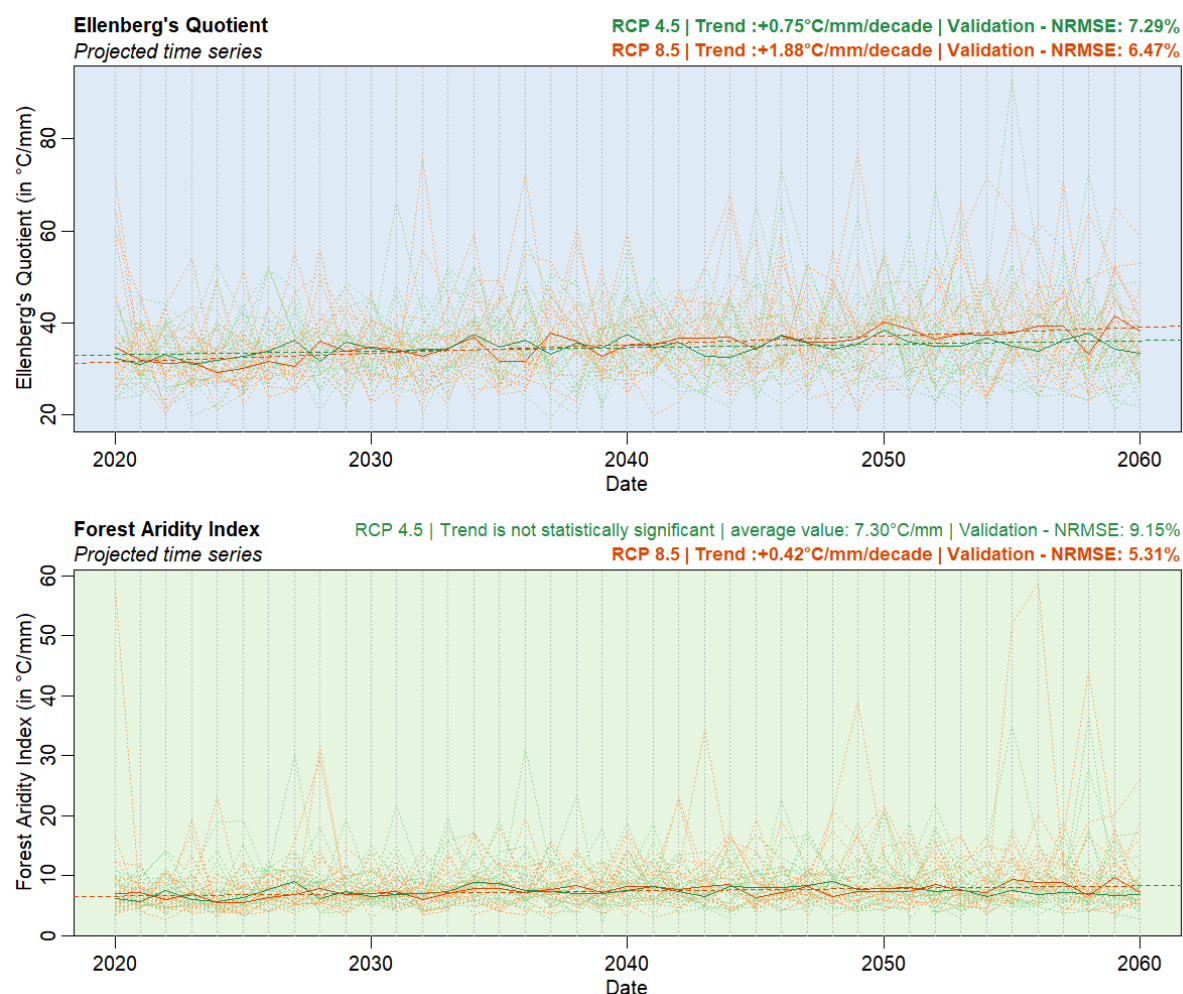 Ellenberg's Quotient
RCP 4.5 | Trend :+0.75°C/mm/decade | Validation - NRMSE: 7.29%
Projected time series
RCP 8.5 | Trend :+1.88°C/mm/decade | Validation - NRMSE: 6.47%
Ellenberg's Quotient (in °C/mm)
80
60
40
20
2020 2030 2040 2050 2060
Date
Forest Aridity Index
RCP 4.5 | Trend is not statistically significant | average value: 7.30°C/mm | Validation - NRMSE: 9.15%
Projected time series
RCP 8.5 | Trend :+0.42°C/mm/decade | Validation - NRMSE: 5.31%
Forest Aridity Index (in °C/mm)
60
50
40
30
20
10
0
2020 2030 2040 2050 2060
Date